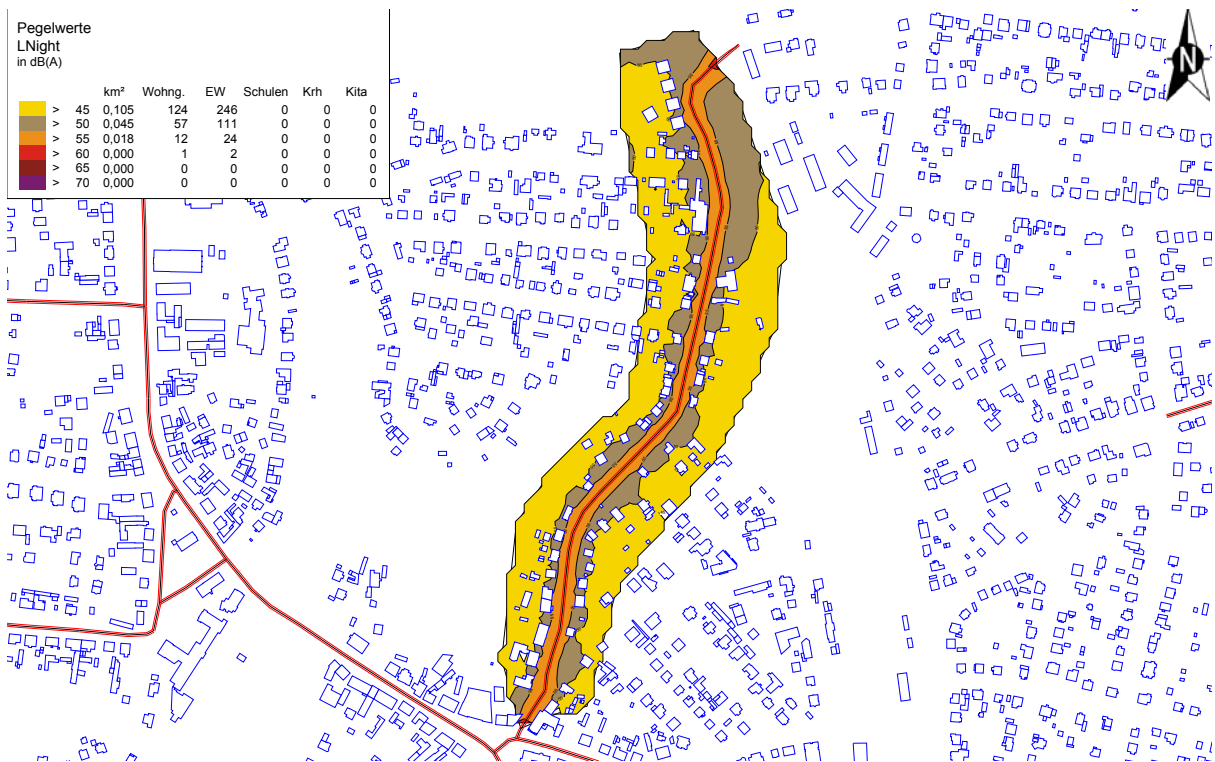 Pegelwerte
LNight
in dB(A)
km² Wohng. EW Schulen Krh Kita
> 45 0,105 124 246 0 0 0
> 50 0,045 57 111 0 0 0
> 55 0,018 12 24 0 0 0
> 60 0,000 1 2 0 0 0
> 65 0,000 0 0 0 0 0
> 70 0,000 0 0 0 0 0
N